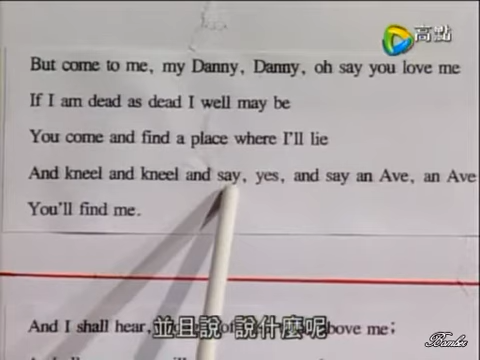 高點
But come to me, my Danny, Danny, oh say you love me
If I am dead as dead I well may be
You come and find a place where I'll lie
And kneel and kneel and say, yes, and say an Ave, an Ave
You'll find me.
And I shall hear, of bove me;
並且說 說什麼呢